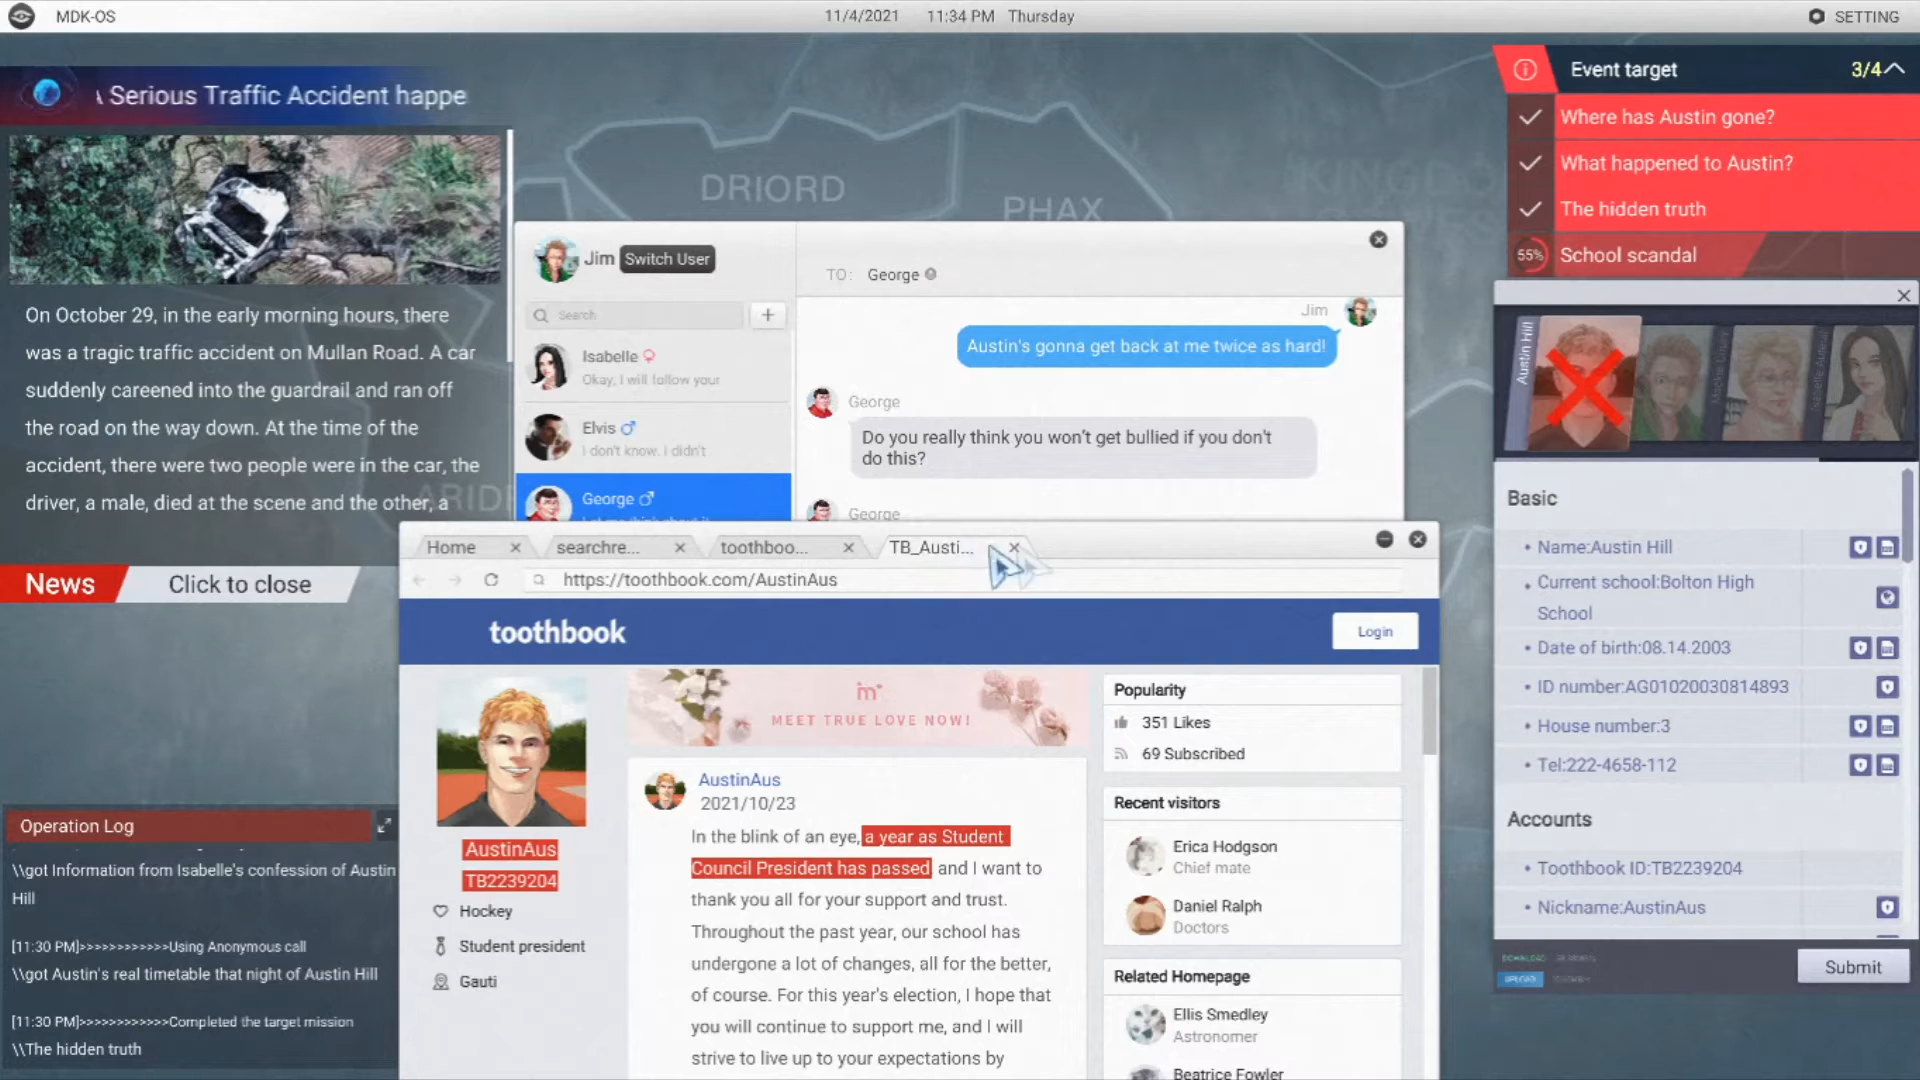 MDK-OS
11/4/2021 11:34 PM Thursday
SETTING
A Serious Traffic Accident happe
On October 29, in the early morning hours, there
was a tragic traffic accident on Mullan Road. A car
suddenly careened into the guardrail and ran off
the road on the way down. At the time of the
accident, there were two people were in the car, the
driver, a male, died at the scene and the other, a
News
Click to close
DRIORD
PHAX
Jim
Switch User
Search
Isabelle
Okay, I will follow your
Elvis
I don't know. I didn't
George
TO: George
Jim
Austin's gonna get back at me twice as hard!
George
Do you really think you won't get bullied if you don't
do this?
George
Home
searchre...
toothboo...
TB_Austi...
https://toothbook.com/AustinAus
toothbook
Login
AustinAus
TB2239204
Hockey
Student president
Gauti
MEET TRUE LOVE NOW!
AustinAus
2021/10/23
In the blink of an eye, a year as Student
Council President has passed and I want to
thank you all for your support and trust.
Throughout the past year, our school has
undergone a lot of changes, all for the better,
of course. For this year's election, I hope that
you will continue to support me, and I will
strive to live up to your expectations by
Popularity
351 Likes
69 Subscribed
Recent visitors
Erica Hodgson
Chief mate
Daniel Ralph
Doctors
Related Homepage
Ellis Smedley
Astronomer
Beatrice Fowler
Event target
3/4
Where has Austin gone?
What happened to Austin?
The hidden truth
55%
School scandal
Austin Hill
Basic
• Name:Austin Hill
• Current school:Bolton High
School
• Date of birth:08.14.2003
• ID number:AG01020030814893
• House number:3
• Tel:222-4658-112
Accounts
• Toothbook ID:TB2239204
• Nickname:AustinAus
DOWNLOAD
UPLOAD
Submit
Operation Log
\\got Information from Isabelle's confession of Austin
Hill
[11:30 PM]>>>>>>>>>>>>Using Anonymous call
\\got Austin's real timetable that night of Austin Hill
[11:30 PM]>>>>>>>>>>>>Completed the target mission
\\The hidden truth